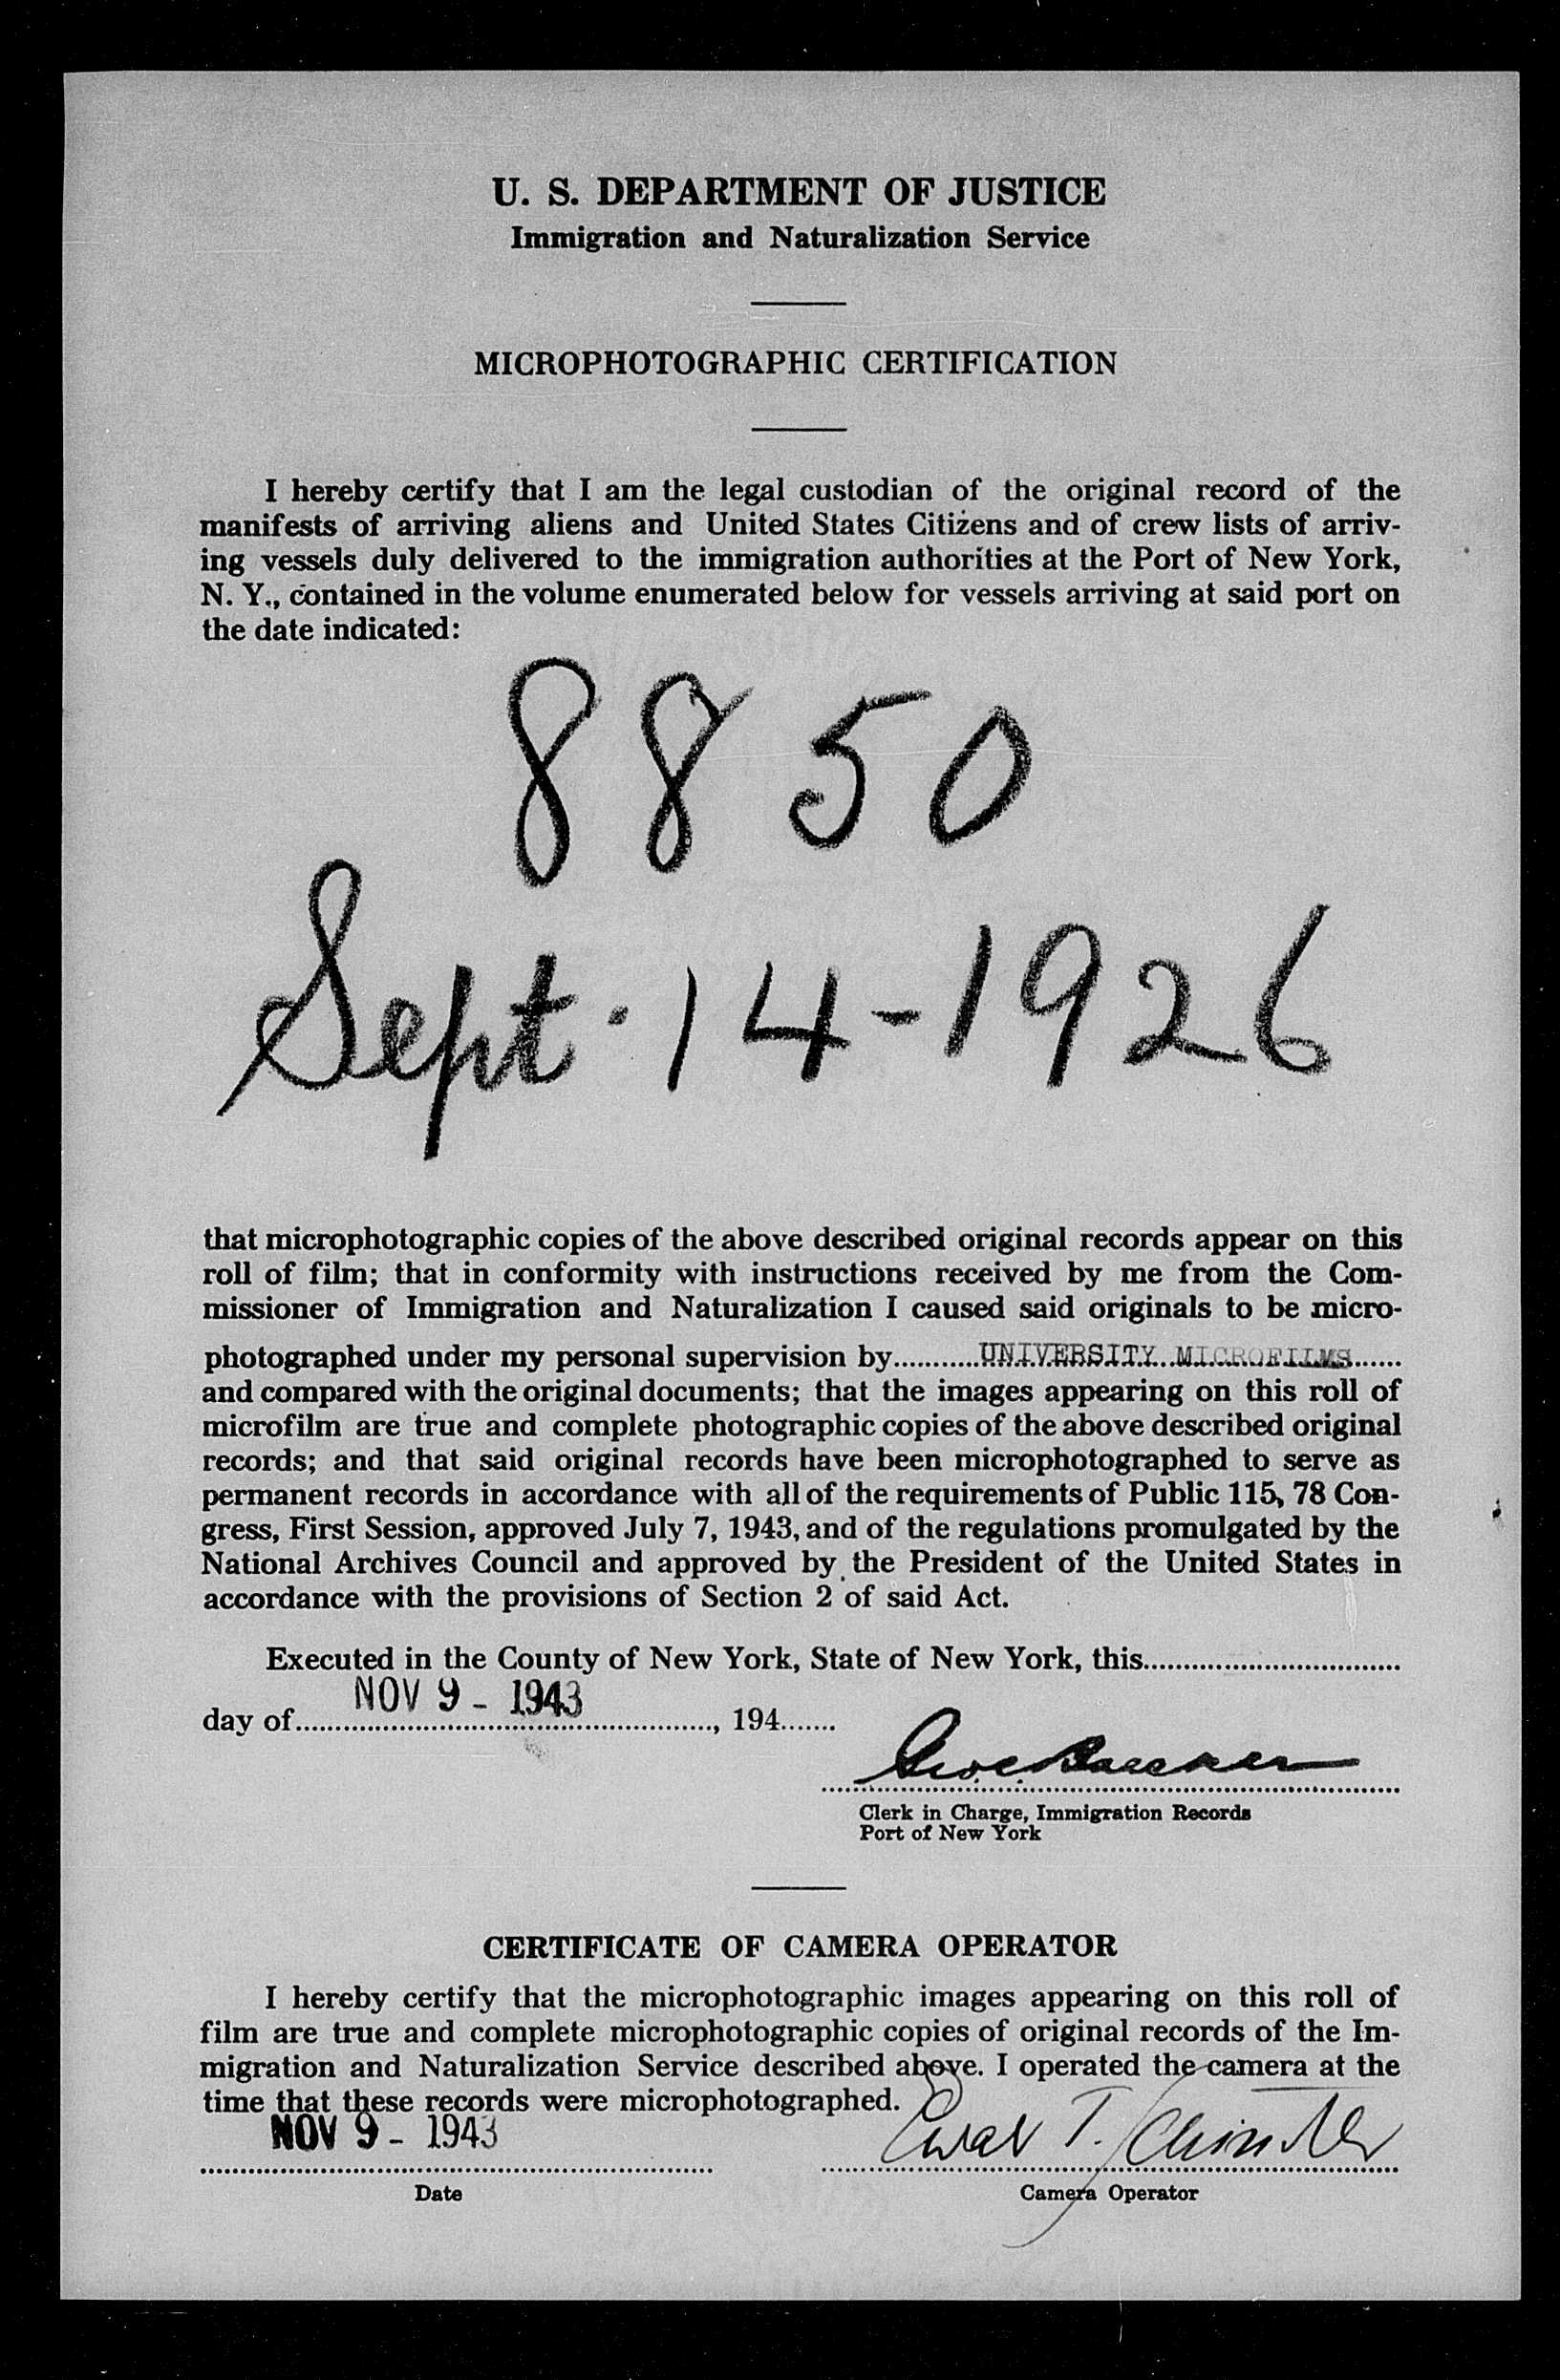 U. S. DEPARTMENT OF JUSTICE
Immigration and Naturalization Service
MICROPHOTOGRAPHIC CERTIFICATION
I hereby certify that I am the legal custodian of the original record of the
manifests of arriving aliens and United States Citizens and of crew lists of arriv-
ing vessels duly delivered to the immigration authorities at the Port of New York,
N. Y., contained in the volume enumerated below for vessels arriving at said port on
the date indicated:
8850
Sept. 14-1926
that microphotographic copies of the above described original records appear on this
roll of film; that in conformity with instructions received by me from the Com-
missioner of Immigration and Naturalization I caused said originals to be micro-
photographed under my personal supervision by...........UNIVERSITY MICROFILMS......
and compared with the original documents; that the images appearing on this roll of
microfilm are true and complete photographic copies of the above described original
records; and that said original records have been microphotographed to serve as
permanent records in accordance with all of the requirements of Public 115, 78 Con-
gress, First Session, approved July 7, 1943, and of the regulations promulgated by the
National Archives Council and approved by the President of the United States in
accordance with the provisions of Section 2 of said Act.
Executed in the County of New York, State of New York, this................................
day of NOV 9 - 1943, 194.......
Clerk in Charge, Immigration Records
Port of New York
CERTIFICATE OF CAMERA OPERATOR
I hereby certify that the microphotographic images appearing on this roll of
film are true and complete microphotographic copies of original records of the Im-
migration and Naturalization Service described above. I operated the camera at the
time that these records were microphotographed.
NOV 9 - 1943
T.
Date
Camera Operator